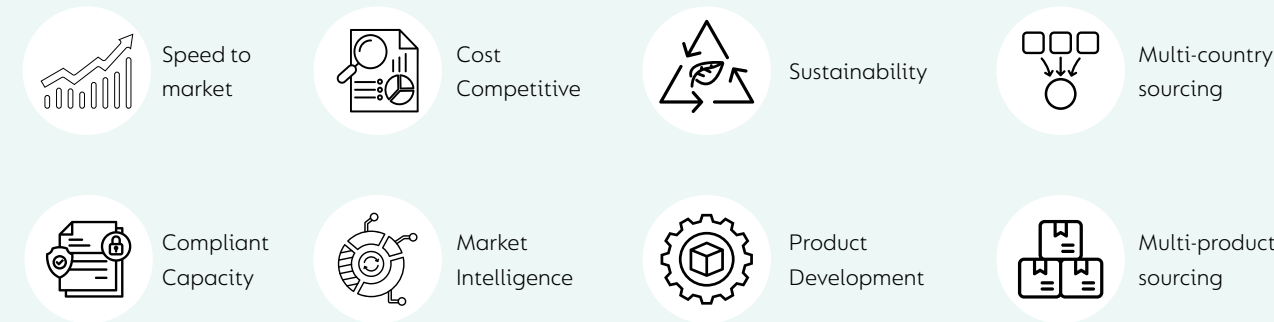 Speed to
market
Cost
Competitive
Sustainability
Multi-country
sourcing
Compliant
Capacity
Market
Intelligence
Product
Development
Multi-product
sourcing